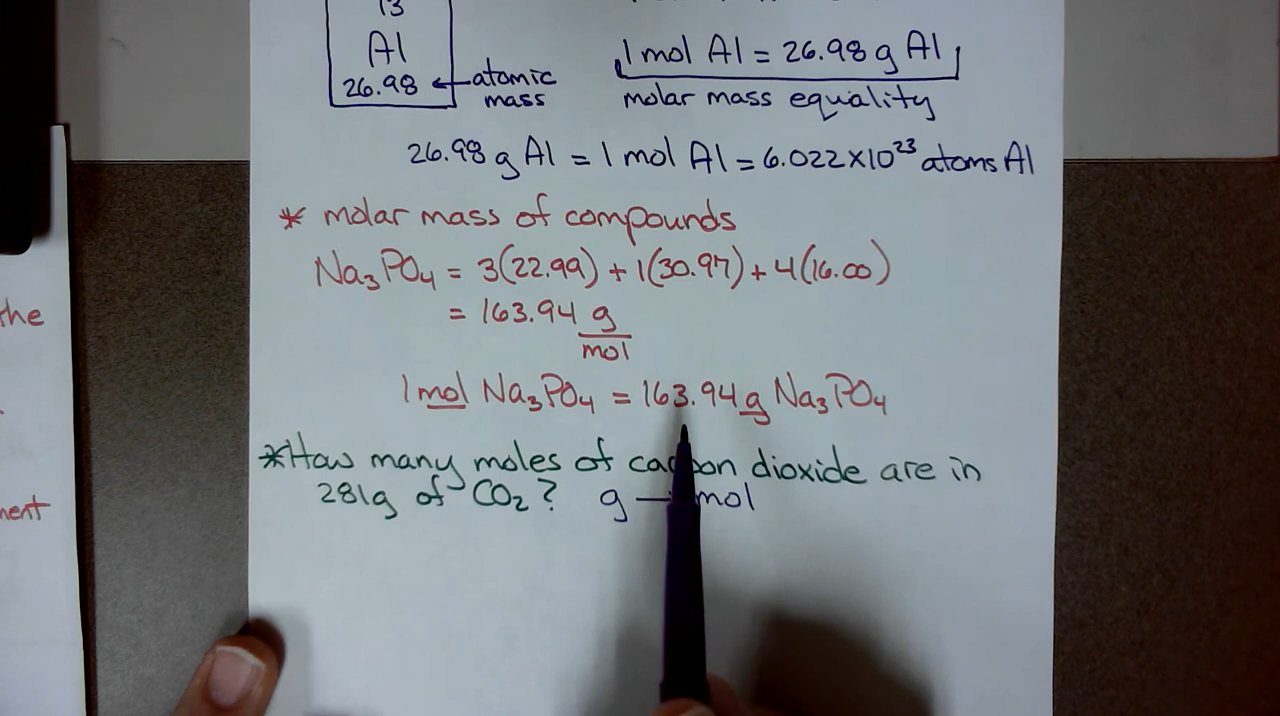 13
Al
26.98 ← atomic mass
1 mol Al = 26.98 g Al
molar mass equality
26.98 g Al = 1 mol Al = 6.022×10²³ atoms Al
* molar mass of compounds
Na₃PO₄ = 3(22.99) + 1(30.97) + 4(16.00)
= 163.94 g/mol
1 mol Na₃PO₄ = 163.94 g Na₃PO₄
*How many moles of carbon dioxide are in
281g of CO₂? g → mol
the